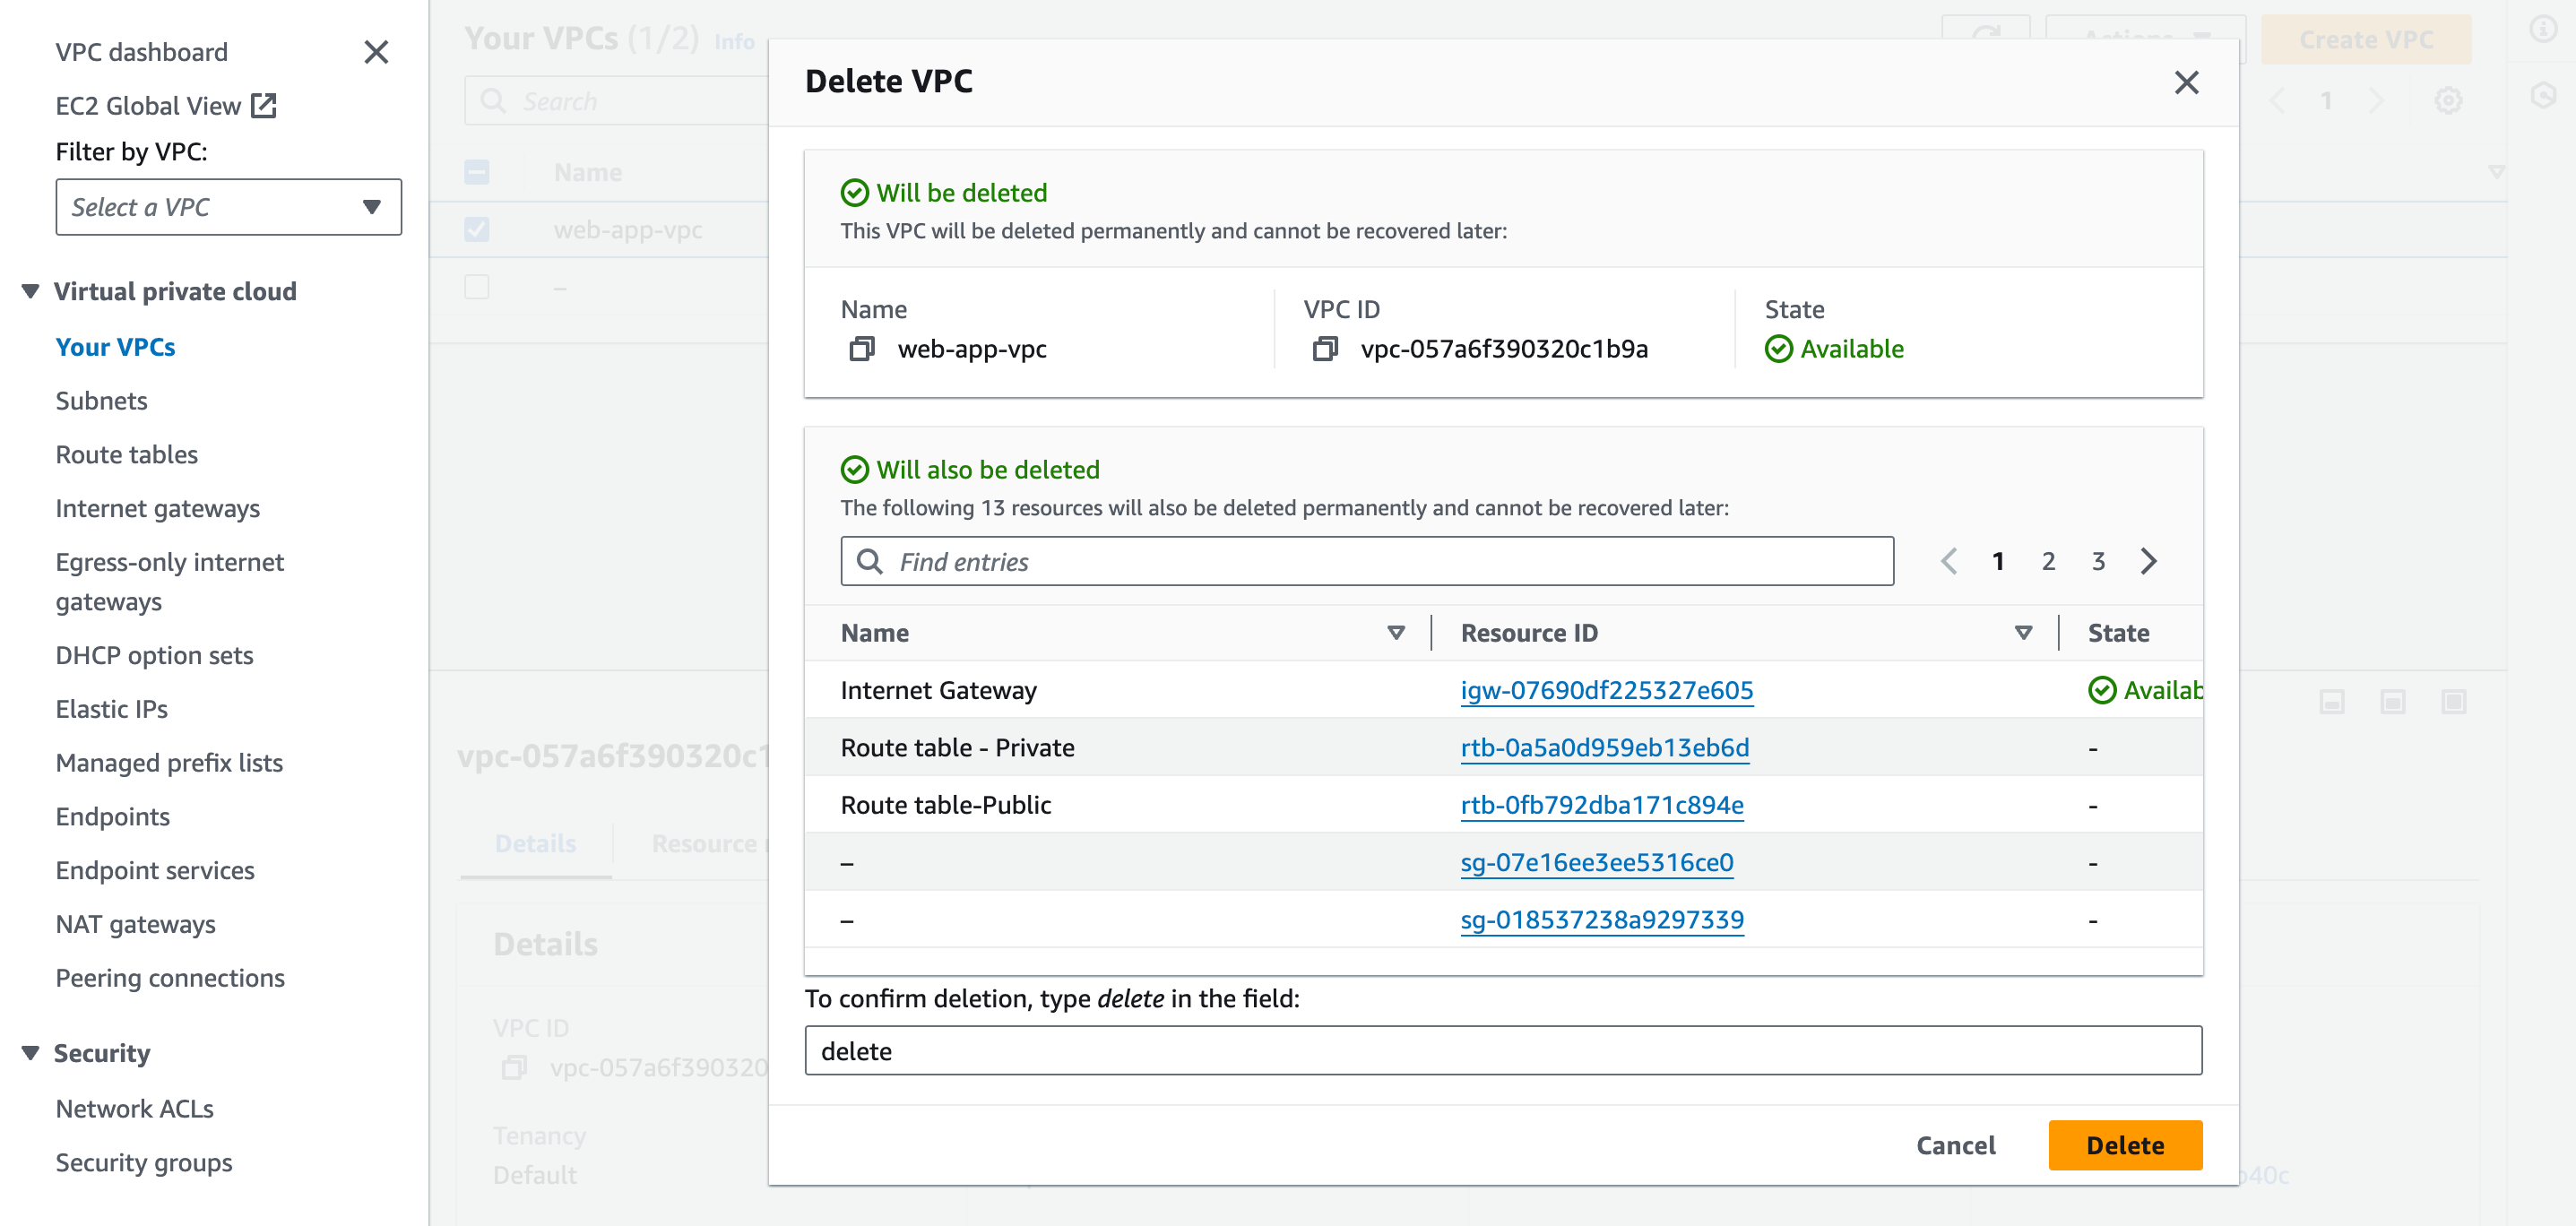 VPC dashboard
EC2 Global View
Filter by VPC:
Select a VPC
Virtual private cloud
Your VPCs
Subnets
Route tables
Internet gateways
Egress-only internet
gateways
DHCP option sets
Elastic IPs
Managed prefix lists
Endpoints
Endpoint services
NAT gateways
Peering connections
Security
Network ACLs
Security groups
Your VPCs (1/2) Info
Actions
Create VPC
Search
1
Name
web-app-vpc
–
vpc-057a6f390320c1
Details
Resource
Details
VPC ID
vpc-057a6f390320
Tenancy
Default
b40c
Delete VPC
Will be deleted
This VPC will be deleted permanently and cannot be recovered later:
Name
web-app-vpc
VPC ID
vpc-057a6f390320c1b9a
State
Available
Will also be deleted
The following 13 resources will also be deleted permanently and cannot be recovered later:
Find entries
1 2 3
Name Resource ID State
Internet Gateway igw-07690df225327e605 Availab
Route table - Private rtb-0a5a0d959eb13eb6d -
Route table-Public rtb-0fb792dba171c894e -
– sg-07e16ee3ee5316ce0 -
– sg-018537238a9297339 -
To confirm deletion, type delete in the field:
delete
Cancel
Delete